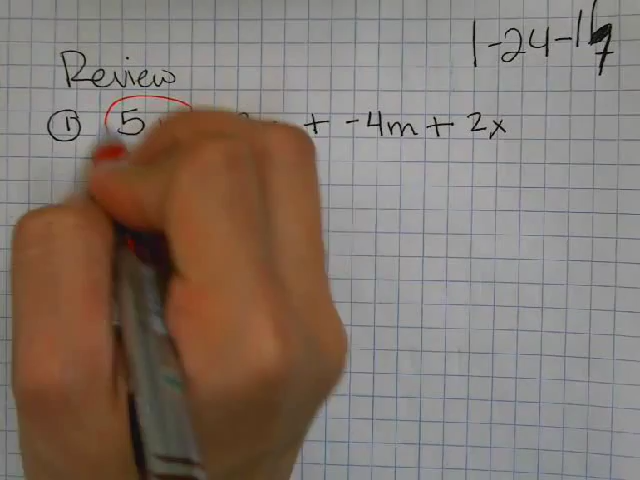 1-24-17
Review
① 5 + -4m + 2x